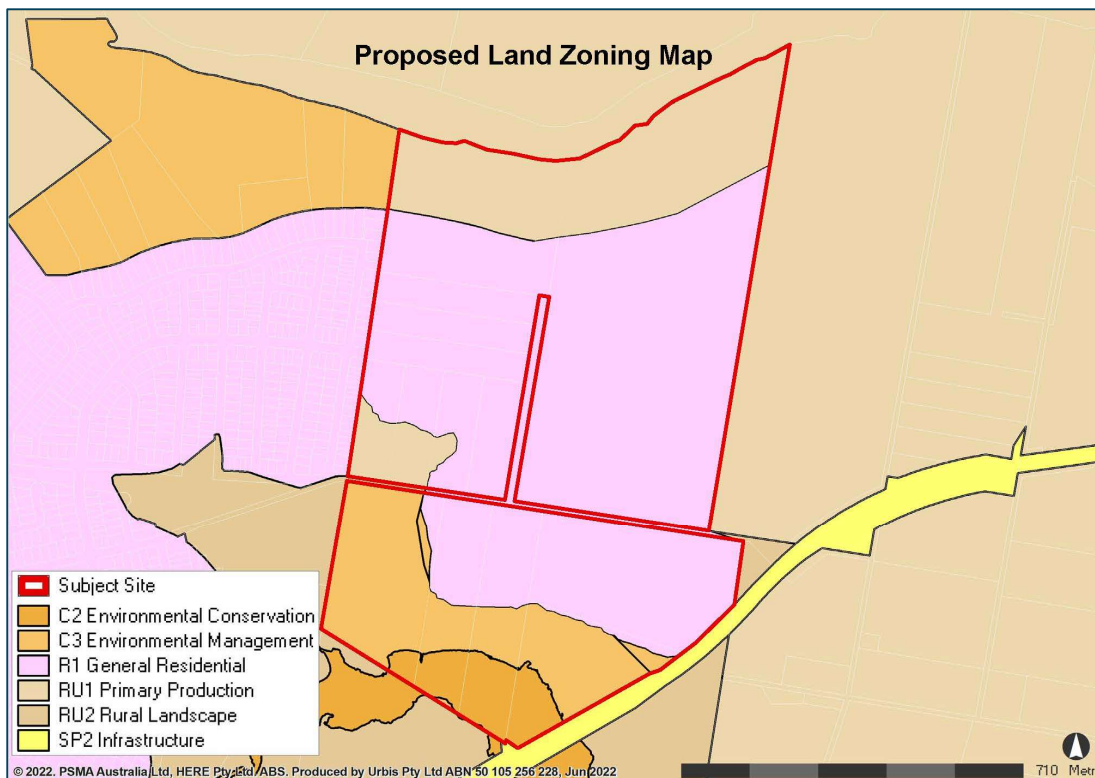 Proposed Land Zoning Map
Subject Site
C2 Environmental Conservation
C3 Environmental Management
R1 General Residential
RU1 Primary Production
RU2 Rural Landscape
SP2 Infrastructure
© 2022. PSMA Australia Ltd, HERE Pty Ltd. ABS. Produced by Urbis Pty Ltd ABN 50 105 256 228, Jun 2022
710 Metr